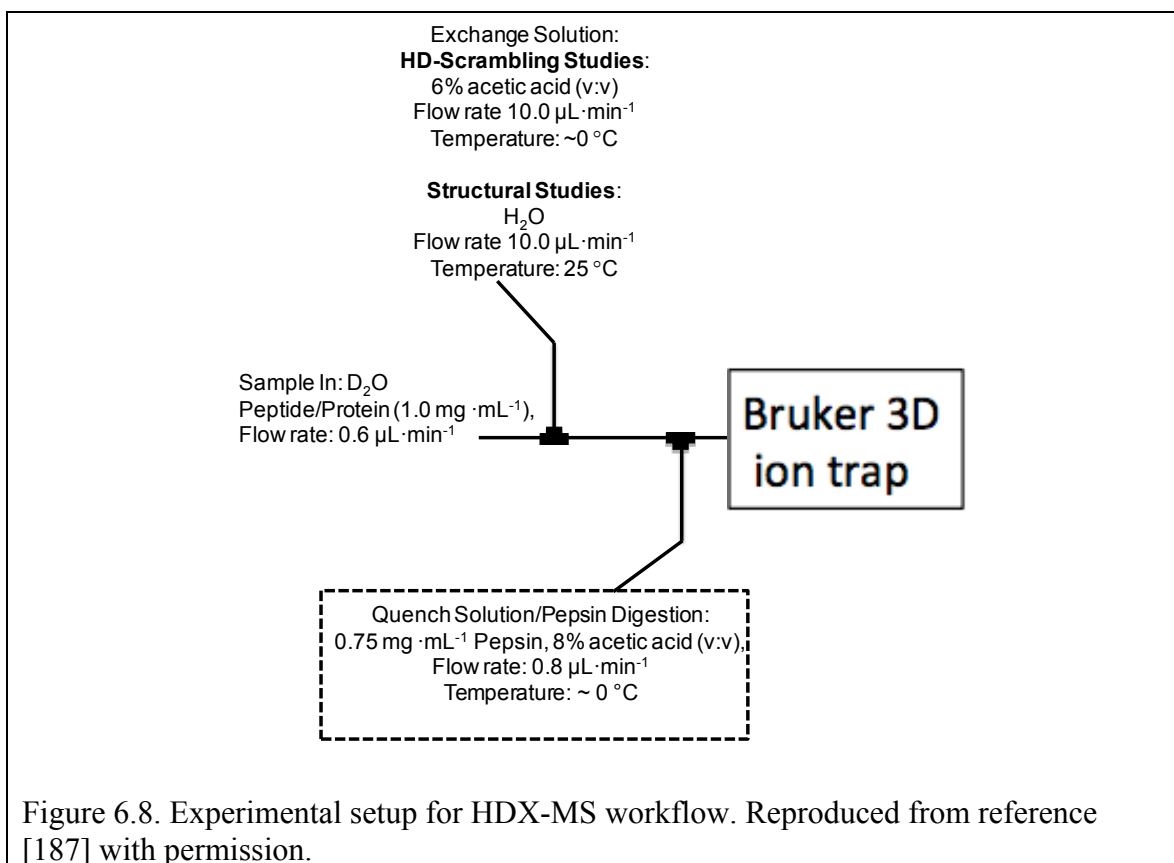 Exchange Solution:
HD-Scrambling Studies:
6% acetic acid (v:v)
Flow rate 10.0 µL·min⁻¹
Temperature: ~0 °C
Structural Studies:
H₂O
Flow rate 10.0 µL·min⁻¹
Temperature: 25 °C
Sample In: D₂O
Peptide/Protein (1.0 mg ·mL⁻¹),
Flow rate: 0.6 µL·min⁻¹
Bruker 3D
ion trap
Quench Solution/Pepsin Digestion:
0.75 mg ·mL⁻¹ Pepsin, 8% acetic acid (v:v),
Flow rate: 0.8 µL·min⁻¹
Temperature: ~ 0 °C
Figure 6.8. Experimental setup for HDX-MS workflow. Reproduced from reference
[187] with permission.